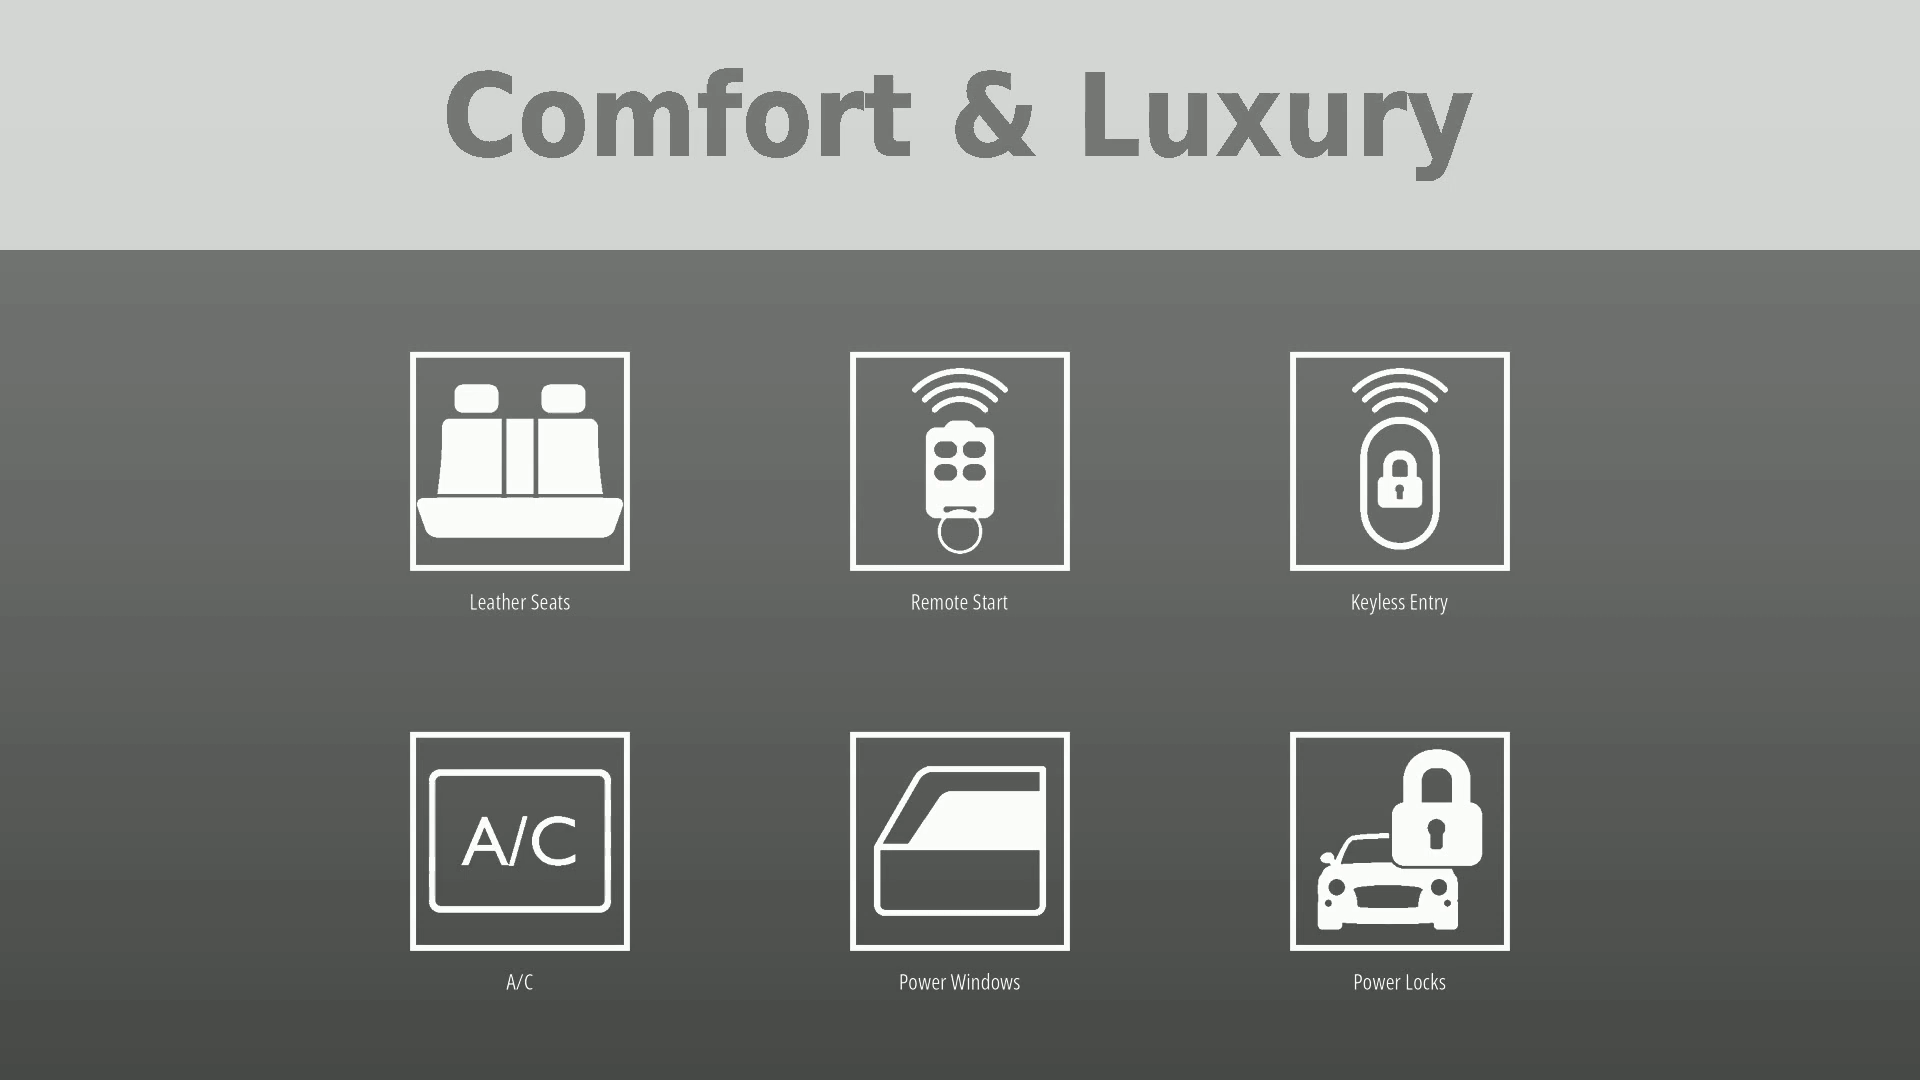 Comfort & Luxury
Leather Seats
Remote Start
Keyless Entry
A/C
A/C
Power Windows
Power Locks